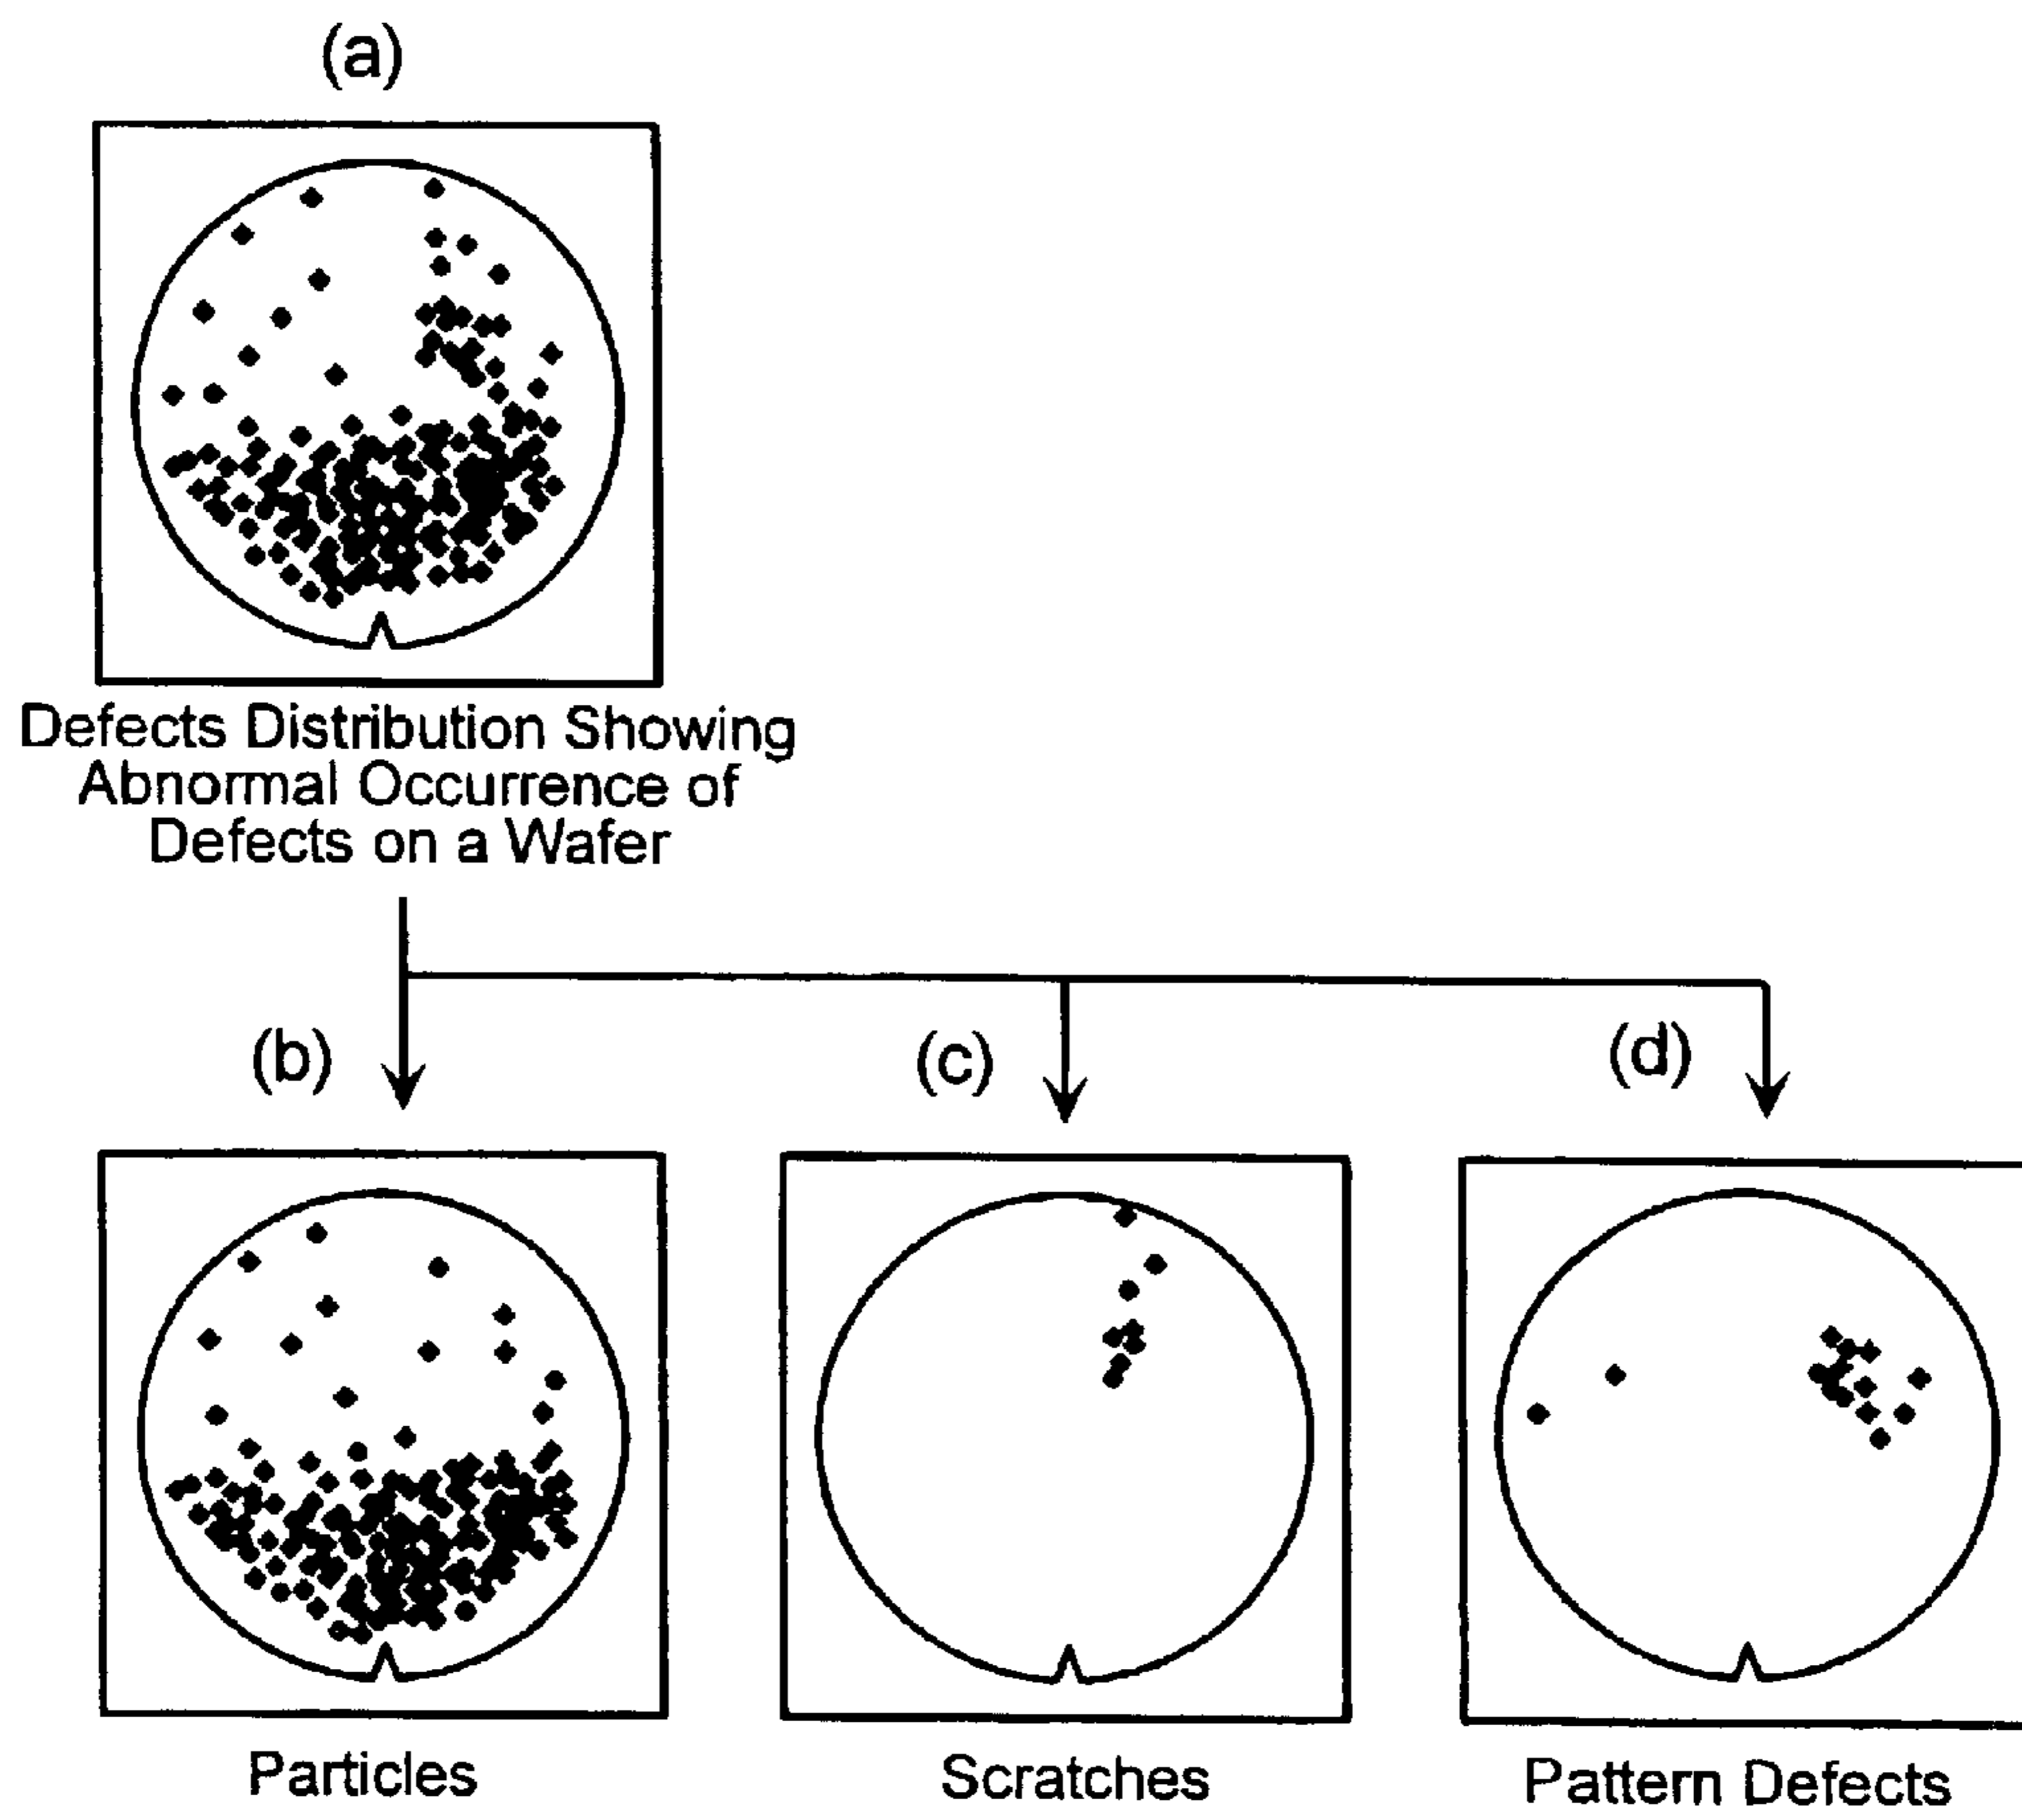 (a)
Defects Distribution Showing
Abnormal Occurrence of
Defects on a Wafer
(b)
(c)
(d)
Particles
Scratches
Pattern Defects